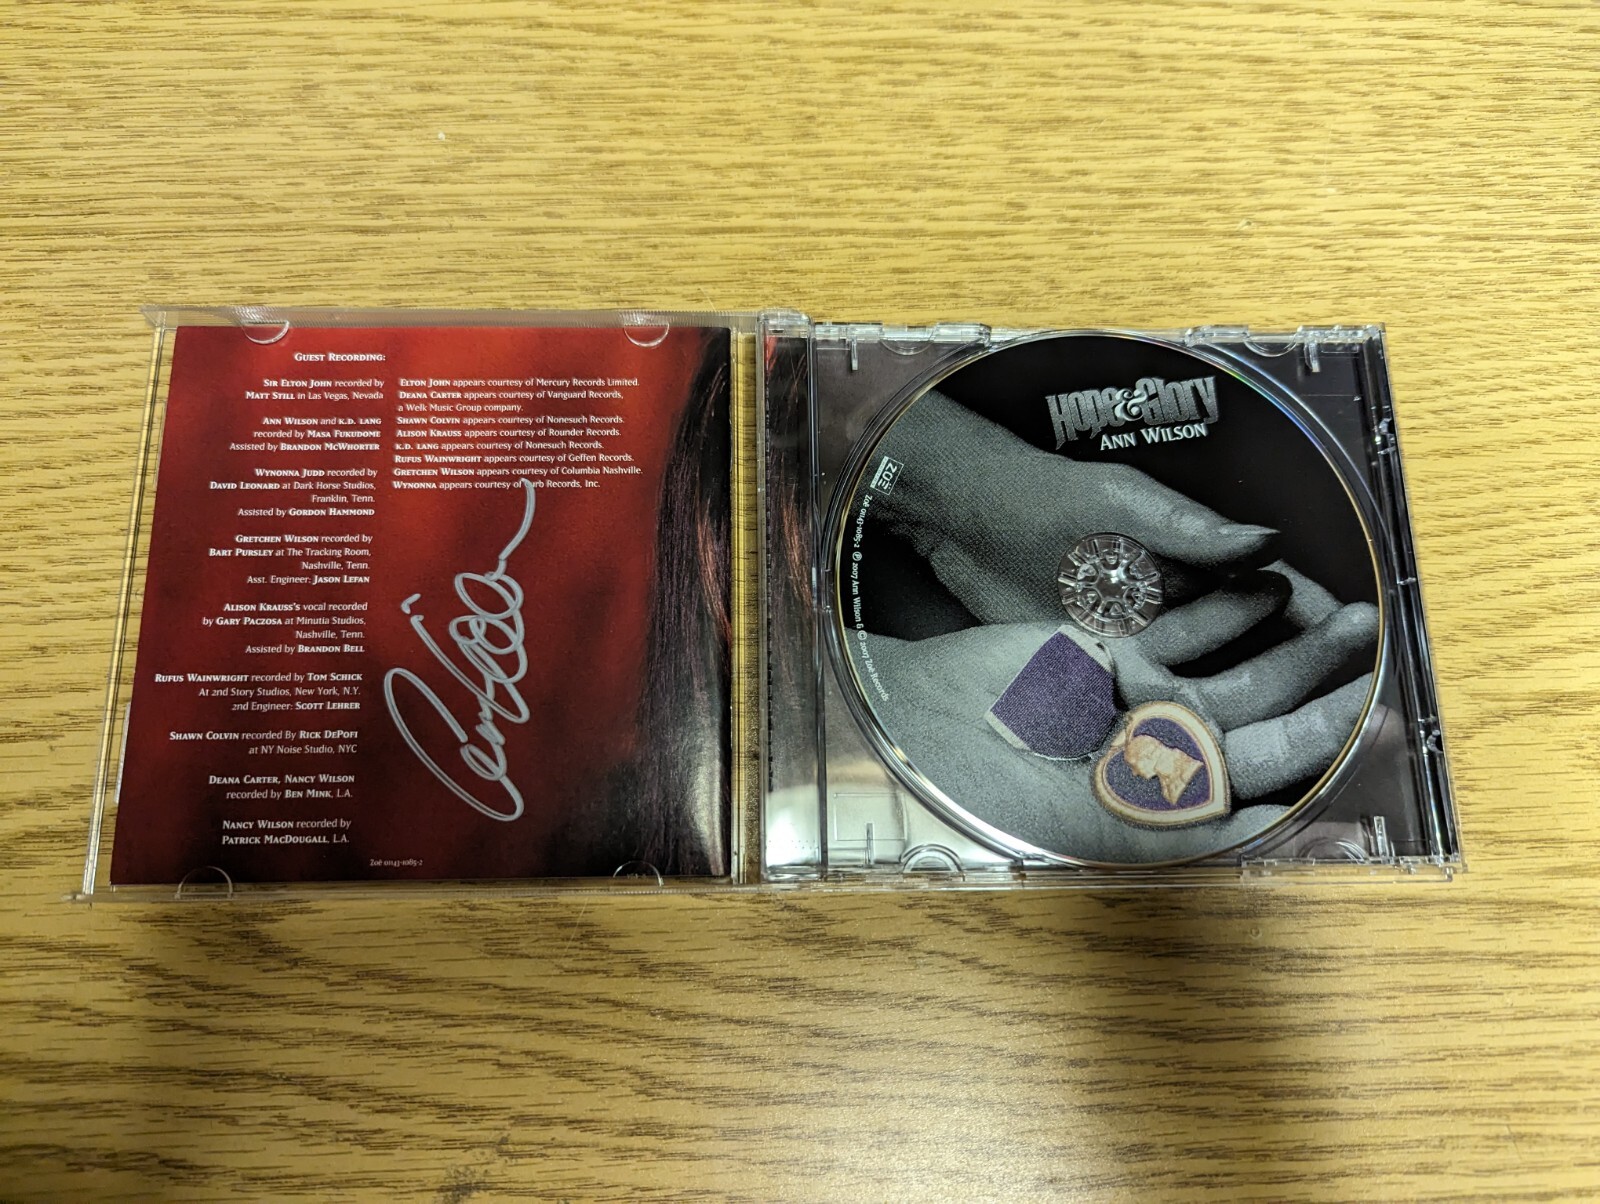 GUEST RECORDING:
SIR ELTON JOHN recorded by
MATT STILL in Las Vegas, Nevada
ANN WILSON and K.D. LANG
recorded by MASA FUKUDOME
Assisted by BRANDON MCWHORTER
WYNONNA JUDD recorded by
DAVID LEONARD at Dark Horse Studios,
Franklin, Tenn.
Assisted by GORDON HAMMOND
GRETCHEN WILSON recorded by
BART PURSLEY at The Tracking Room,
Nashville, Tenn.
Asst. Engineer: JASON LEFAN
ALISON KRAUSS'S vocal recorded
by GARY PACZOSA at Minutia Studios,
Nashville, Tenn.
Assisted by BRANDON BELL
RUFUS WAINWRIGHT recorded by TOM SCHICK
At 2nd Story Studios, New York, N.Y.
2nd Engineer: SCOTT LEHRER
SHAWN COLVIN recorded By RICK DEPOFI
at NY Noise Studio, NYC
DEANA CARTER, NANCY WILSON
recorded by BEN MINK, L.A.
NANCY WILSON recorded by
PATRICK MACDOUGALL, L.A.
ELTON JOHN appears courtesy of Mercury Records Limited.
DEANA CARTER appears courtesy of Vanguard Records,
a Welk Music Group company.
SHAWN COLVIN appears courtesy of Nonesuch Records.
ALISON KRAUSS appears courtesy of Rounder Records.
K.D. LANG appears courtesy of Nonesuch Records.
RUFUS WAINWRIGHT appears courtesy of Geffen Records.
GRETCHEN WILSON appears courtesy of Columbia Nashville.
WYNONNA appears courtesy of Curb Records, Inc.
Zoë 01143-1085-2
Hope & Glory
ANN WILSON
ZOË
Zoë 01143-1085-2 ℗ 2007 Ann Wilson & © 2007 Zoë Records